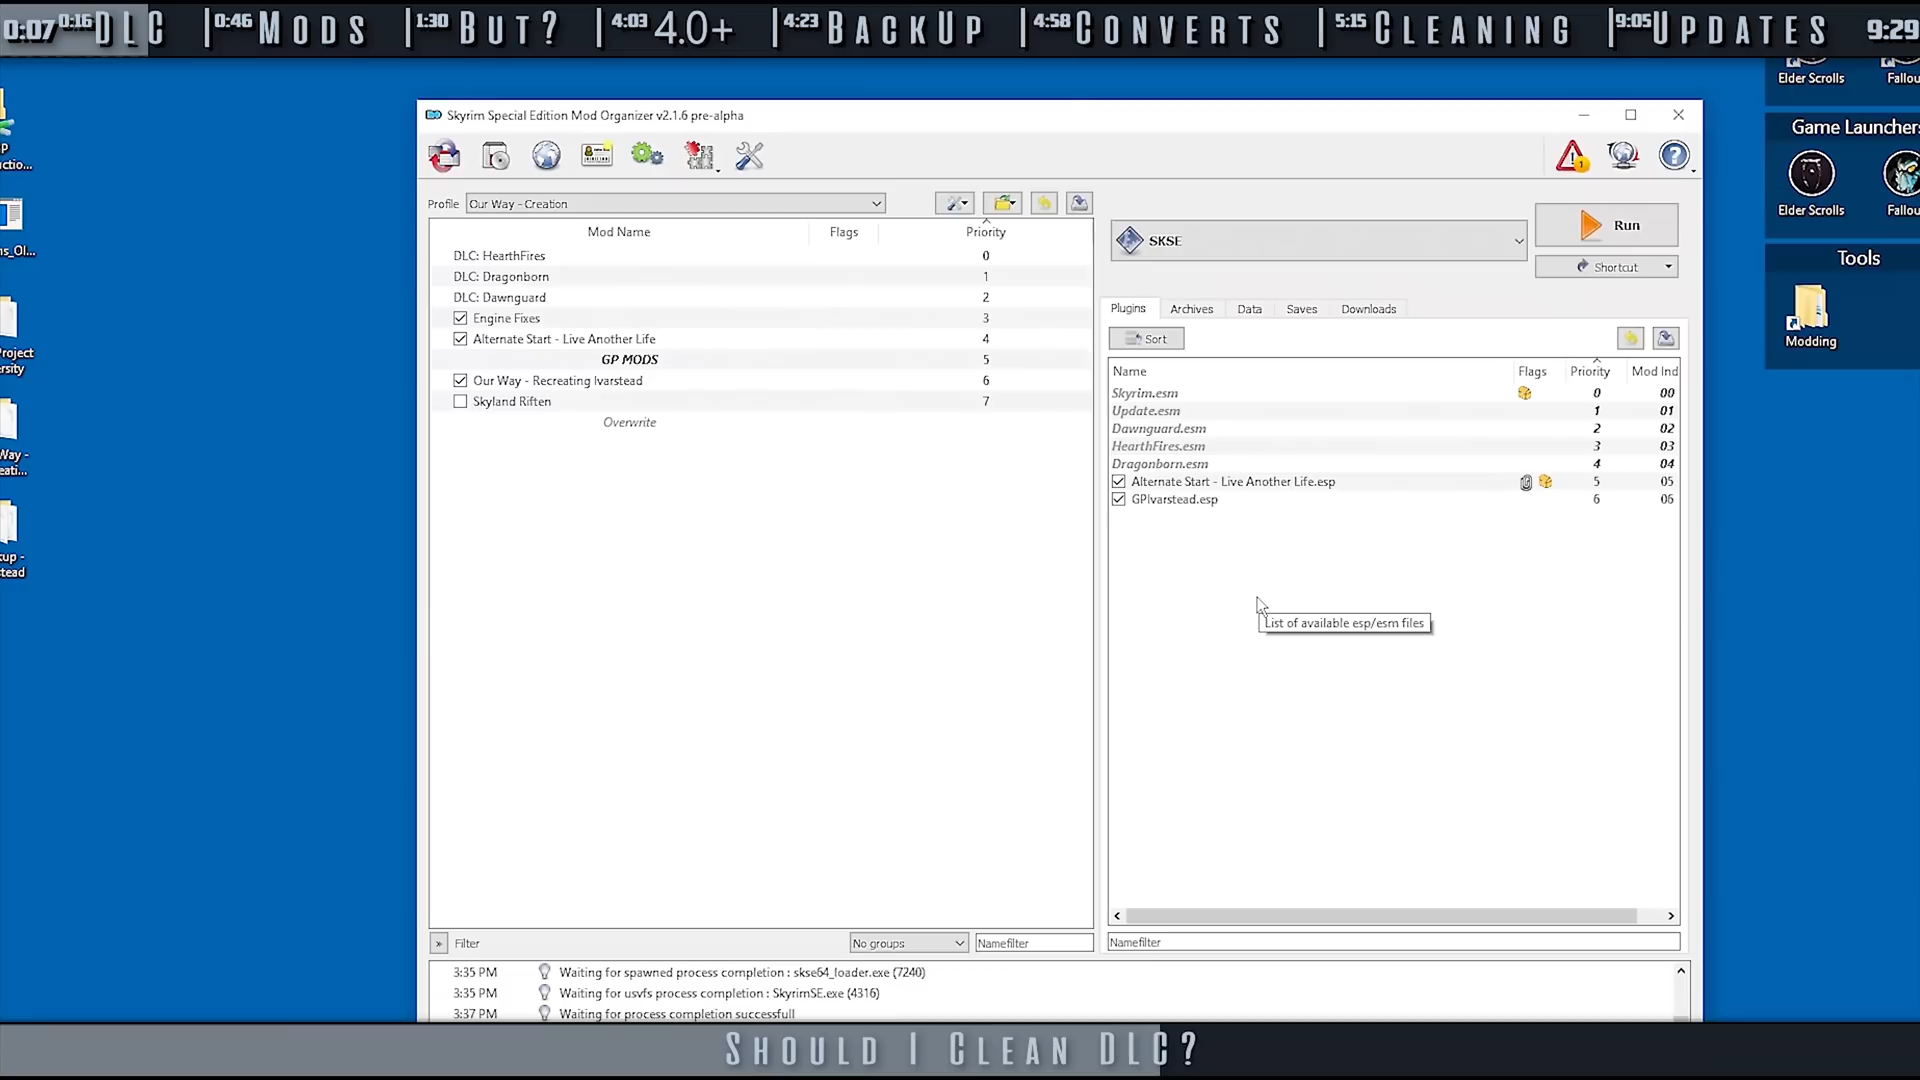 0:07 0:16 DLC 0:46 MODS 1:30 BUT? 4:03 4.0+ 4:23 BACKUP 4:58 CONVERTS 5:15 CLEANING 9:05 UPDATES 9:29
Elder Scrolls
Skyrim Special Edition Mod Organizer v2.1.6 pre-alpha
Game Launchers
Elder Scrolls
Tools
Modding
Profile Our Way - Creation
Run
SKSE
Shortcut
Mod Name Flags Priority
DLC: HearthFires 0
DLC: Dragonborn 1
DLC: Dawnguard 2
Engine Fixes 3
Alternate Start - Live Another Life 4
GP MODS 5
Our Way - Recreating Ivarstead 6
Skyland Riften 7
Overwrite
Plugins Archives Data Saves Downloads
Sort
Name Flags Priority Mod Ind
Skyrim.esm 0 00
Update.esm 1 01
Dawnguard.esm 2 02
HearthFires.esm 3 03
Dragonborn.esm 4 04
Alternate Start - Live Another Life.esp 5 05
GPIvarstead.esp 6 06
List of available esp/esm files
» Filter No groups Namefilter
Namefilter
3:35 PM Waiting for spawned process completion : skse64_loader.exe (7240)
3:35 PM Waiting for usvfs process completion : SkyrimSE.exe (4316)
3:37 PM Waiting for process completion successfull
SHOULD I CLEAN DLC?